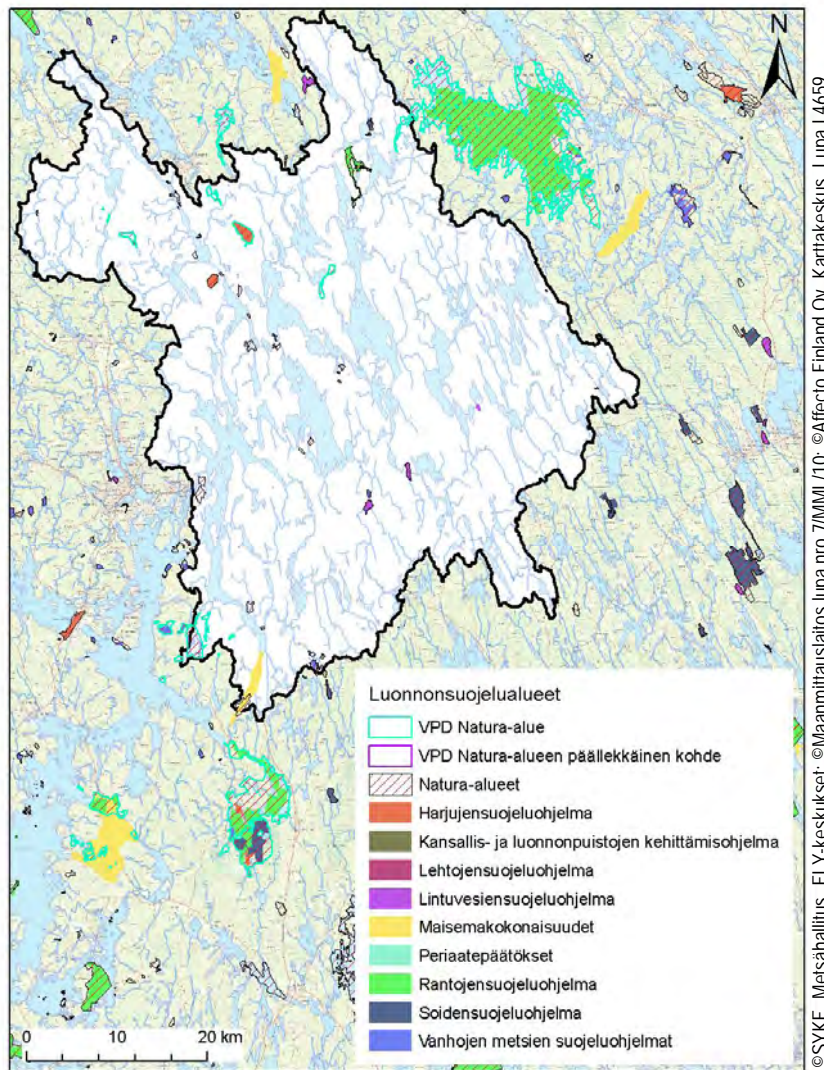 N
Luonnonsuojelualueet
VPD Natura-alue
VPD Natura-alueen päällekkäinen kohde
Natura-alueet
Harjujensuojeluohjelma
Kansallis- ja luonnonpuistojen kehittämisohjelma
Lehtojensuojeluohjelma
Lintuvesiensuojeluohjelma
Maisemakokonaisuudet
Periaatepäätökset
Rantojensuojeluohjelma
Soidensuojeluohjelma
Vanhojen metsien suojeluohjelmat
0 10 20 km
©SYKE, Metsähallitus, ELY-keskukset; ©Maanmittauslaitos lupa nro 7/MML/10; ©Affecto Finland Oy, Karttakeskus, Lupa L4659